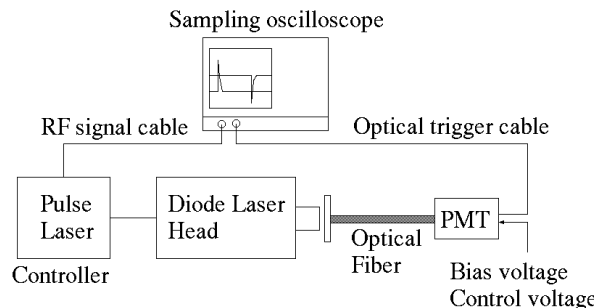 Sampling oscilloscope
RF signal cable
Optical trigger cable
Pulse
Laser
Controller
Diode Laser
Head
Optical
Fiber
PMT
Bias voltage
Control voltage